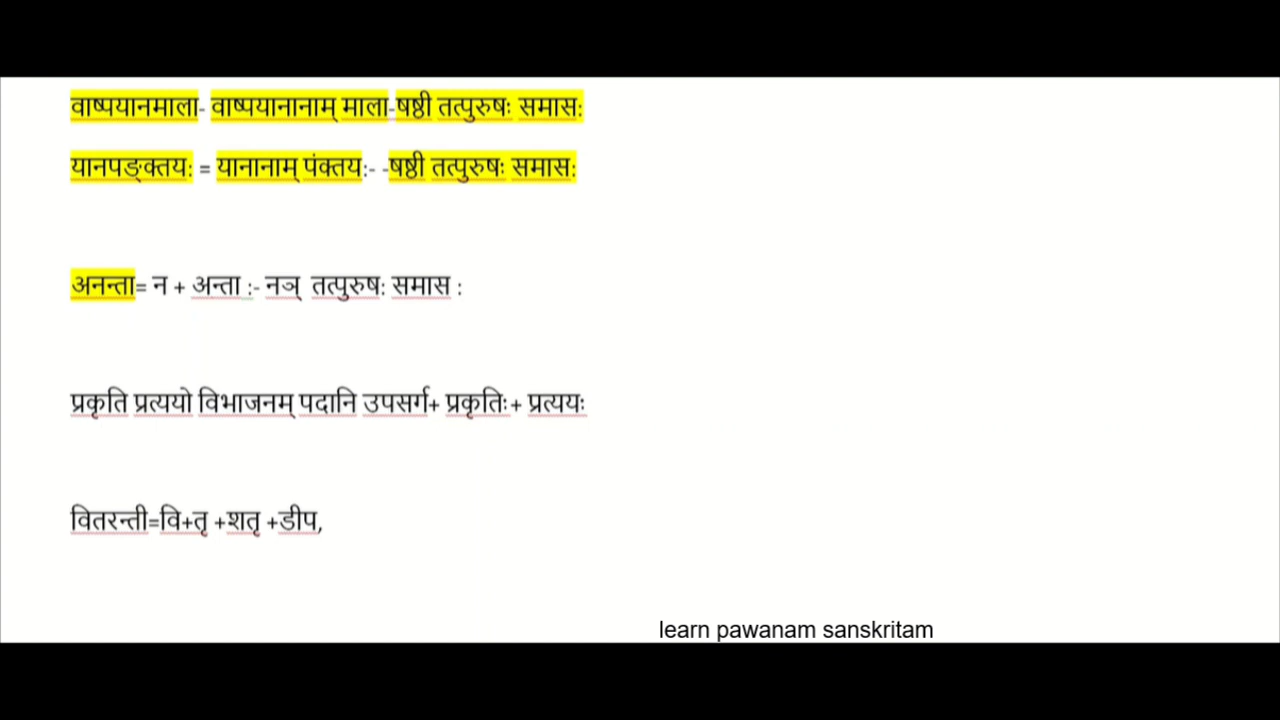 वाष्पयानमाला- वाष्पयानानाम् माला-षष्ठी तत्पुरुषः समास:
यानपङ्क्तय: = यानानाम् पंक्तय:- -षष्ठी तत्पुरुषः समास:
अनन्ता= न + अन्ता :- नञ् तत्पुरुष: समास :
प्रकृति प्रत्ययो विभाजनम् पदानि उपसर्ग+ प्रकृतिः+ प्रत्ययः
वितरन्ती=वि+तृ +शतृ +डीप,
learn pawanam sanskritam